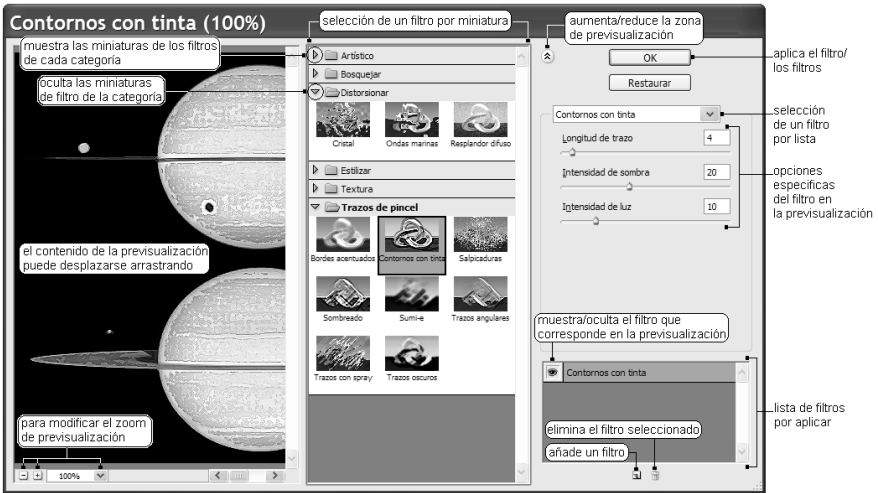 Contornos con tinta (100%)
selección de un filtro por miniatura
aumenta/reduce la zona
de previsualización
muestra las miniaturas de los filtros
de cada categoría
oculta las miniaturas
de filtro de la categoría
Artístico
Bosquejar
Distorsionar
Cristal
Ondas marinas
Resplandor difuso
Estilizar
Textura
Trazos de pincel
Bordes acentuados
Contornos con tinta
Salpicaduras
Sombreado
Sumi-e
Trazos angulares
Trazos con spray
Trazos oscuros
OK
Restaurar
aplica el filtro/
los filtros
Contornos con tinta
selección
de un filtro
por lista
Longitud de trazo
4
Intensidad de sombra
20
Intensidad de luz
10
opciones
especificas
del filtro en
la previsualización
el contenido de la previsualización
puede desplazarse arrastrando
muestra/oculta el filtro que
corresponde en la previsualización
Contornos con tinta
lista de filtros
por aplicar
elimina el filtro seleccionado
añade un filtro
para modificar el zoom
de previsualización
100%